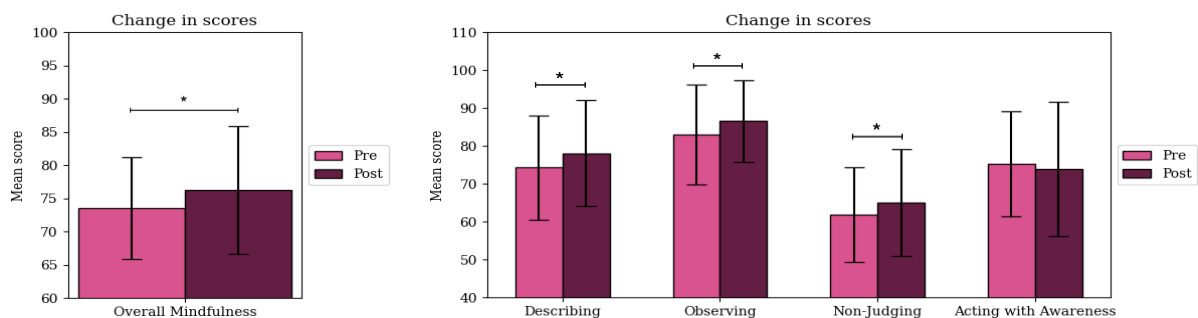 Change in scores
100
95
90
85
80
75
70
65
60
Mean score
*
Overall Mindfulness
Pre
Post
Change in scores
110
100
90
80
70
60
50
40
Mean score
*
*
*
Describing
Observing
Non-Judging
Acting with Awareness
Pre
Post